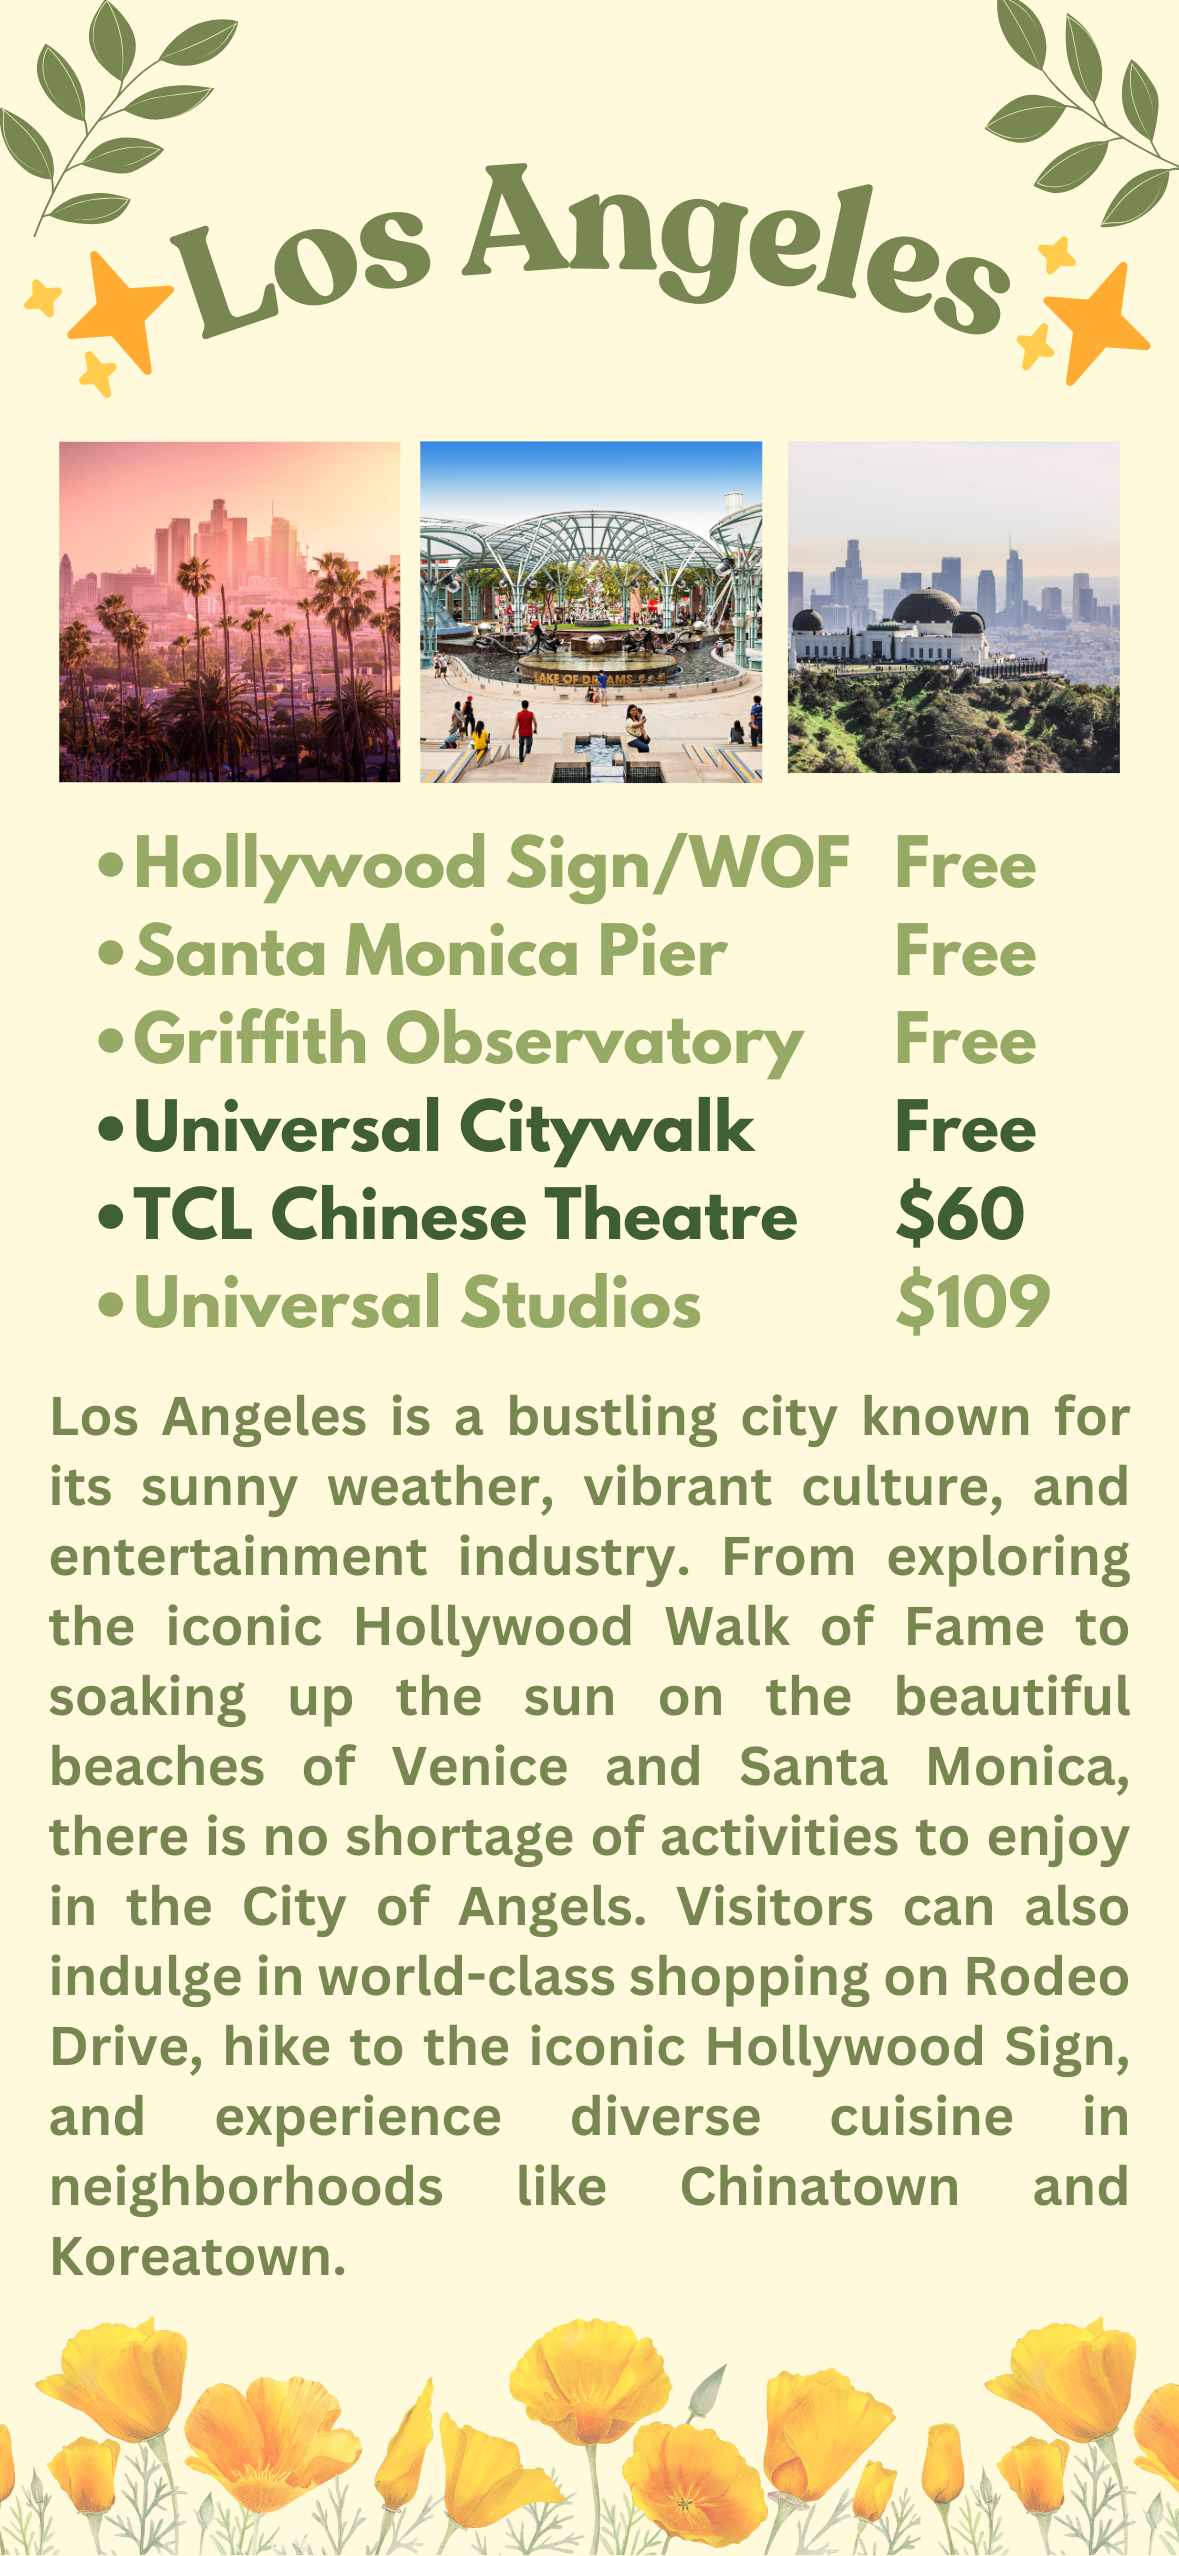 Los Angeles
LAKE OF DREAMS
•Hollywood Sign/WOF Free
•Santa Monica Pier Free
•Griffith Observatory Free
•Universal Citywalk Free
•TCL Chinese Theatre $60
•Universal Studios $109
Los Angeles is a bustling city known for
its sunny weather, vibrant culture, and
entertainment industry. From exploring
the iconic Hollywood Walk of Fame to
soaking up the sun on the beautiful
beaches of Venice and Santa Monica,
there is no shortage of activities to enjoy
in the City of Angels. Visitors can also
indulge in world-class shopping on Rodeo
Drive, hike to the iconic Hollywood Sign,
and experience diverse cuisine in
neighborhoods like Chinatown and
Koreatown.